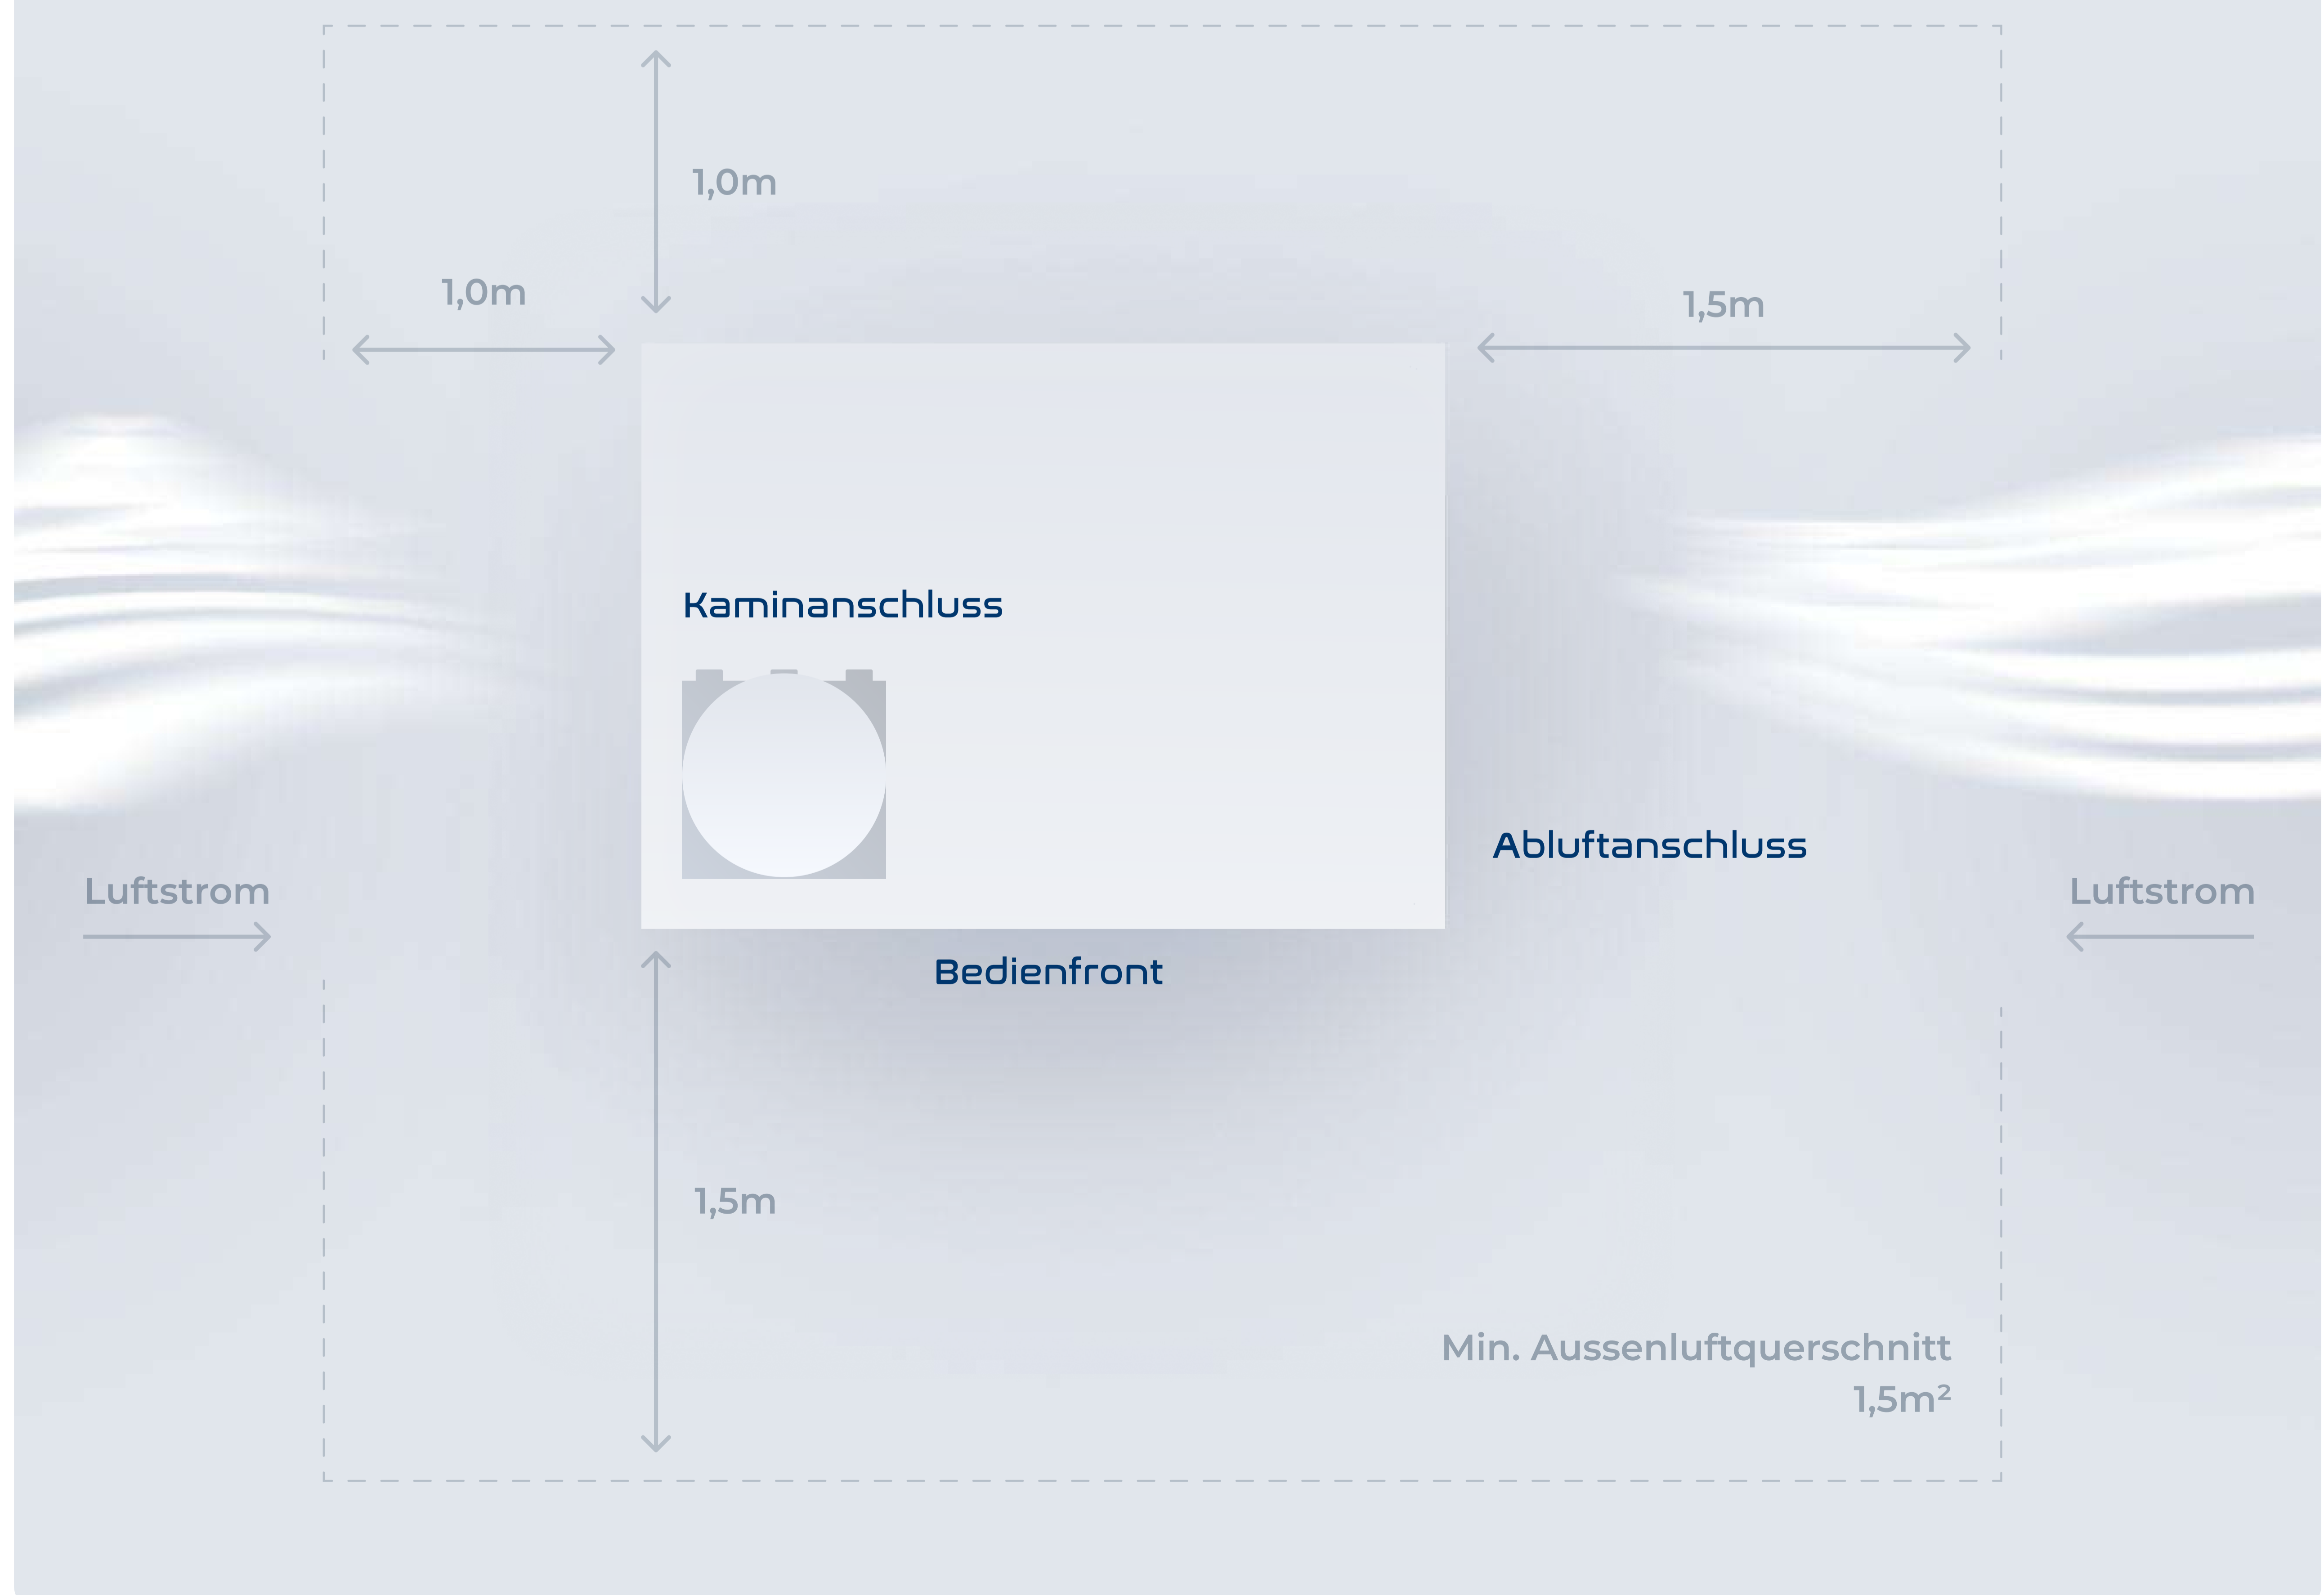 1,0m
1,0m
1,5m
Kaminanschluss
Abluftanschluss
Luftstrom
Luftstrom
Bedienfront
1,5m
Min. Aussenluftquerschnitt
1,5m²